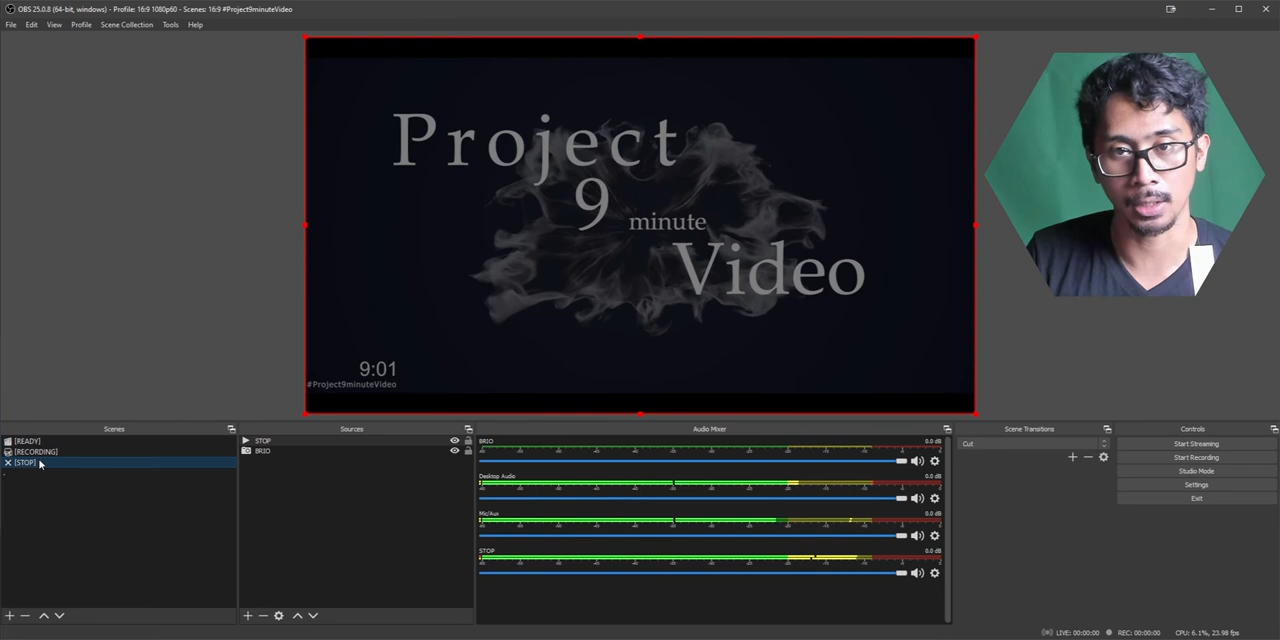 OBS 25.0.8 (64-bit, windows) - Profile: 16:9 1080p60 - Scenes: 16:9 #Project9minuteVideo
File Edit View Profile Scene Collection Tools Help
Project
9 minute
Video
9:01
#Project9minuteVideo
Scenes
[READY]
[RECORDING]
[STOP]
Sources
STOP
BRIO
Audio Mixer
BRIO 0.0 dB
Desktop Audio 0.0 dB
Mic/Aux 0.0 dB
STOP 0.0 dB
Scene Transitions
Cut
Controls
Start Streaming
Start Recording
Studio Mode
Settings
Exit
LIVE: 00:00:00 REC: 00:00:00 CPU: 6.1%, 23.98 fps